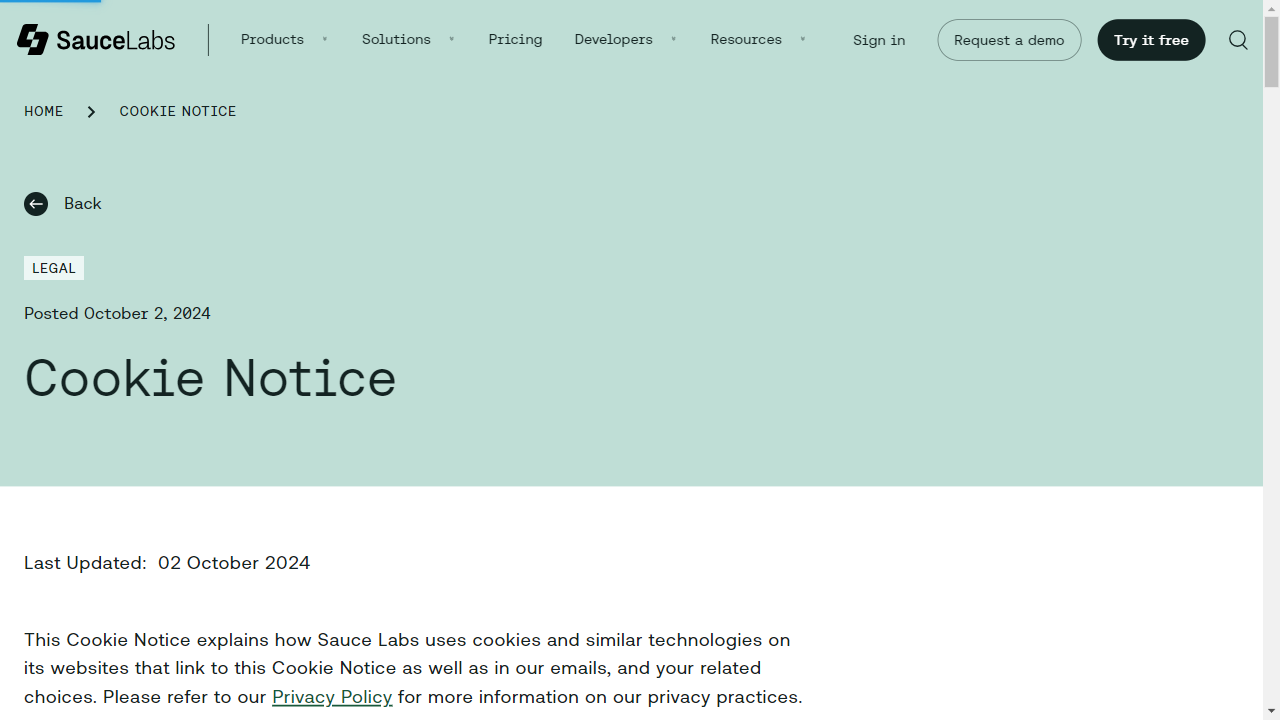 SauceLabs
Products Solutions Pricing Developers Resources Sign in Request a demo Try it free
HOME COOKIE NOTICE
Back
LEGAL
Posted October 2, 2024
Cookie Notice
Last Updated: 02 October 2024
This Cookie Notice explains how Sauce Labs uses cookies and similar technologies on
its websites that link to this Cookie Notice as well as in our emails, and your related
choices. Please refer to our Privacy Policy for more information on our privacy practices.